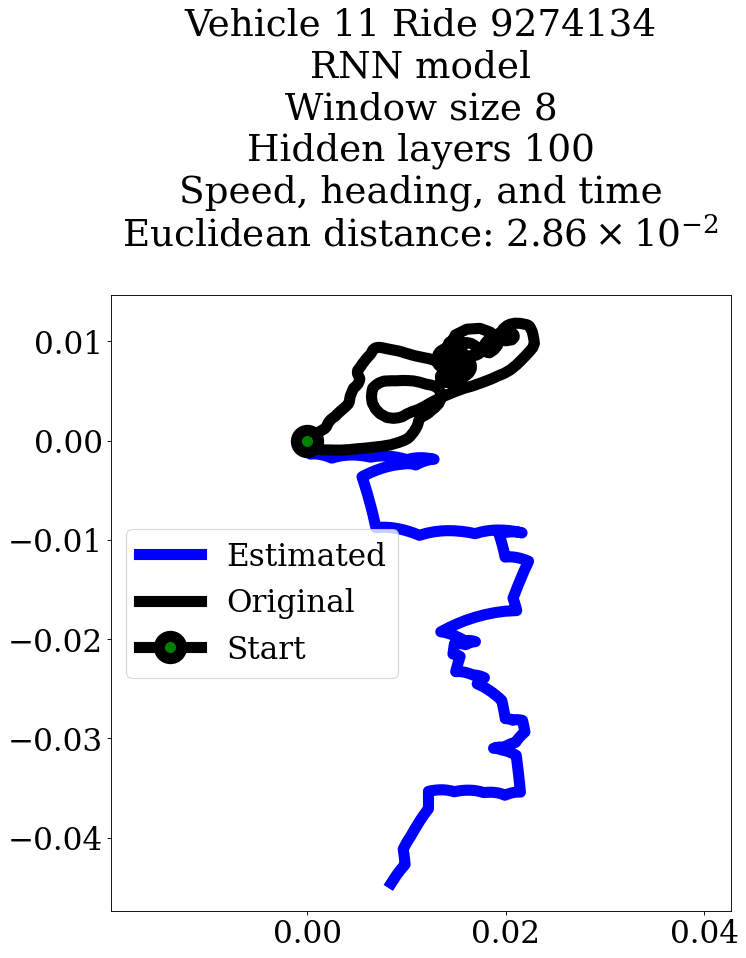 Vehicle 11 Ride 9274134
RNN model
Window size 8
Hidden layers 100
Speed, heading, and time
Euclidean distance: 2.86 × 10⁻²
0.01
0.00
−0.01
−0.02
−0.03
−0.04
Estimated
Original
Start
0.00 0.02 0.04